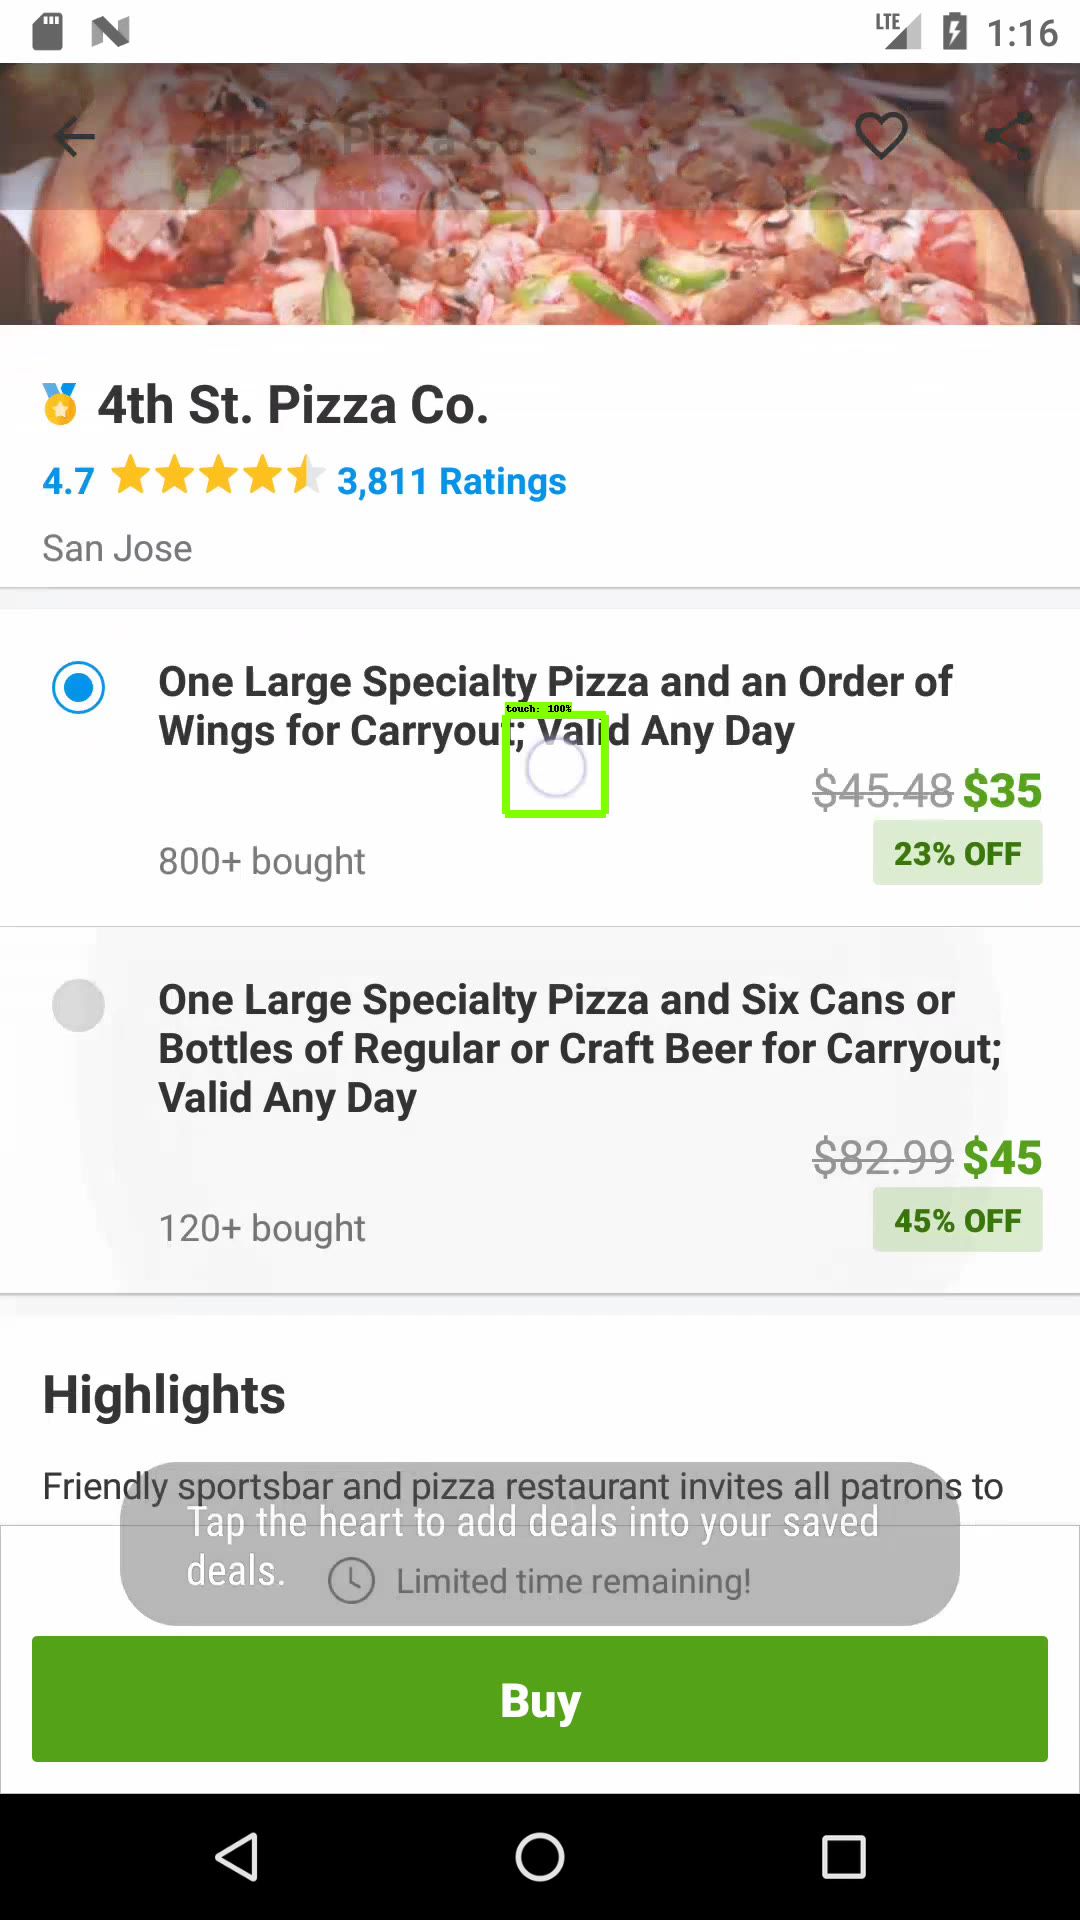 LTE 1:16
4th St. Pizza Co.
4th St. Pizza Co.
4.7 3,811 Ratings
San Jose
One Large Specialty Pizza and an Order of
Wings for Carryout; Valid Any Day
touch: 100%
$45.48 $35
23% OFF
800+ bought
One Large Specialty Pizza and Six Cans or
Bottles of Regular or Craft Beer for Carryout;
Valid Any Day
$82.99 $45
45% OFF
120+ bought
Highlights
Friendly sportsbar and pizza restaurant invites all patrons to
Tap the heart to add deals into your saved
deals.
Limited time remaining!
Buy